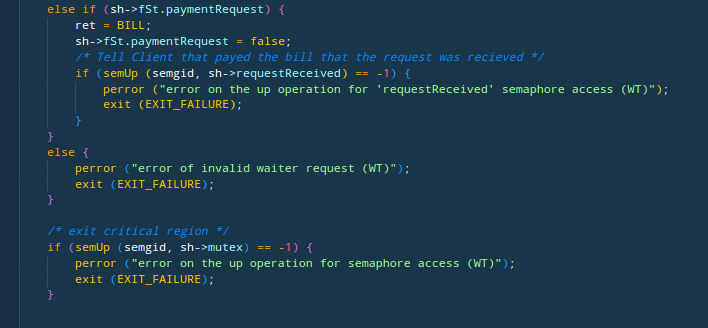 else if (sh->fSt.paymentRequest) {
ret = BILL;
sh->fSt.paymentRequest = false;
/* Tell Client that payed the bill that the request was recieved */
if (semUp (semgid, sh->requestReceived) == -1) {
perror ("error on the up operation for 'requestReceived' semaphore access (WT)");
exit (EXIT_FAILURE);
}
}
else {
perror ("error of invalid waiter request (WT)");
exit (EXIT_FAILURE);
}
/* exit critical region */
if (semUp (semgid, sh->mutex) == -1) {
perror ("error on the up operation for semaphore access (WT)");
exit (EXIT_FAILURE);
}